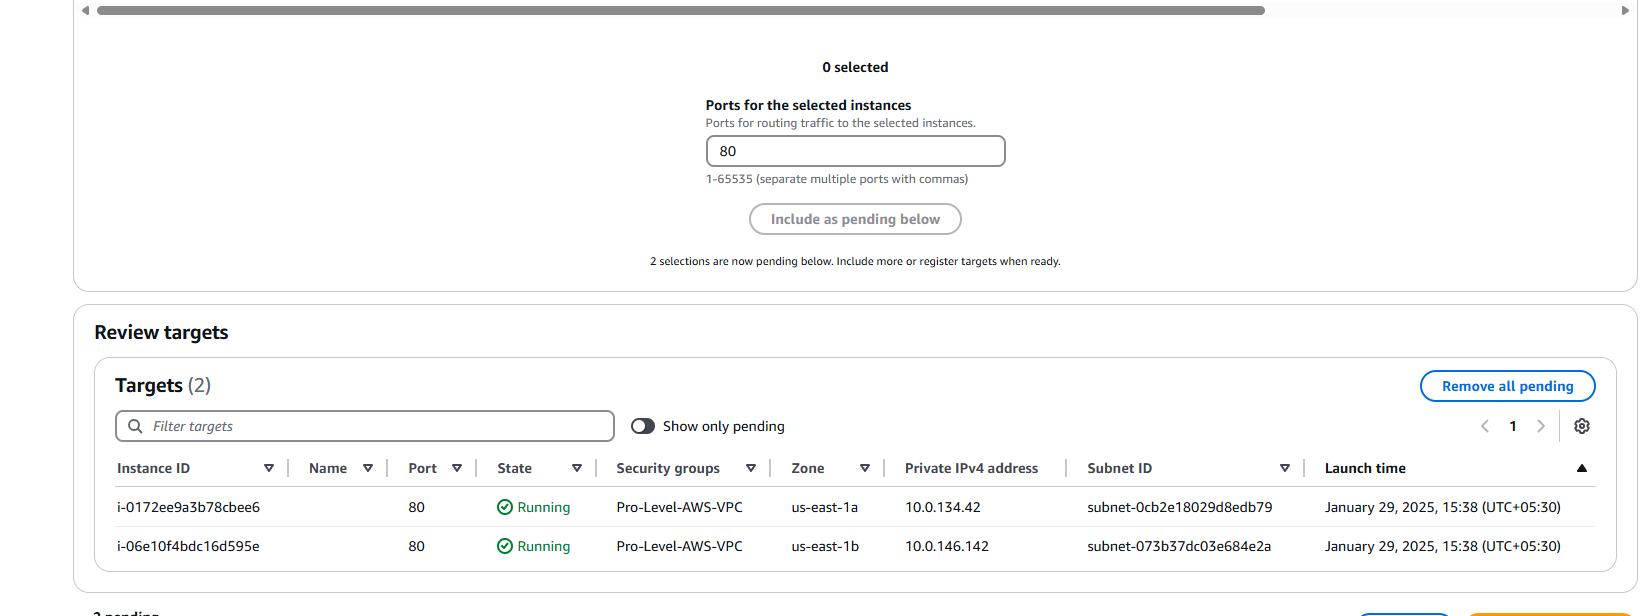 0 selected
Ports for the selected instances
Ports for routing traffic to the selected instances.
80
1-65535 (separate multiple ports with commas)
Include as pending below
2 selections are now pending below. Include more or register targets when ready.
Review targets
Targets (2)
Remove all pending
Filter targets
Show only pending
1
Instance ID Name Port State Security groups Zone Private IPv4 address Subnet ID Launch time
i-0172ee9a3b78cbee6 80 Running Pro-Level-AWS-VPC us-east-1a 10.0.134.42 subnet-0cb2e18029d8edb79 January 29, 2025, 15:38 (UTC+05:30)
i-06e10f4bdc16d595e 80 Running Pro-Level-AWS-VPC us-east-1b 10.0.146.142 subnet-073b37dc03e684e2a January 29, 2025, 15:38 (UTC+05:30)
2 pending